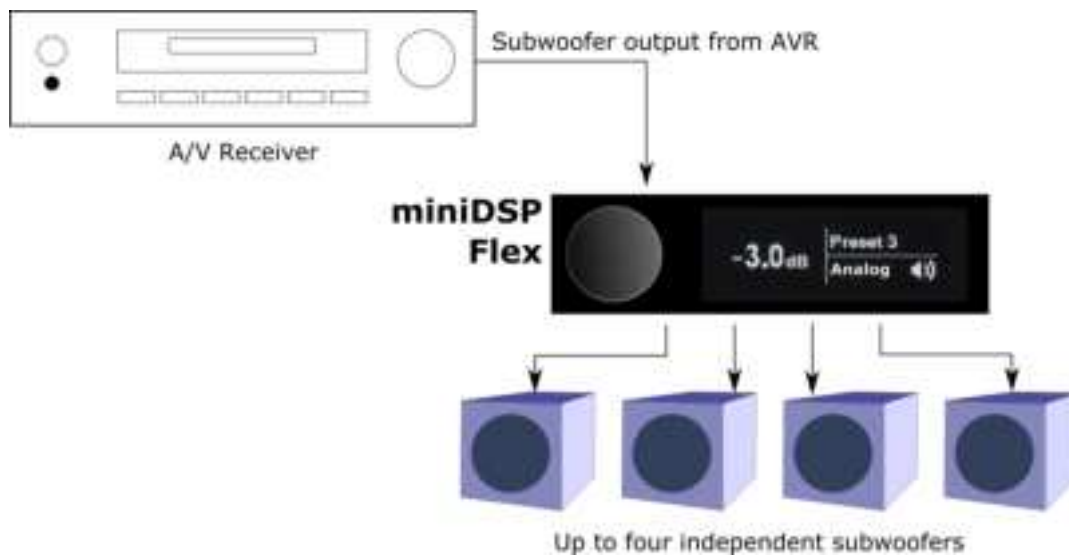 Subwoofer output from AVR
A/V Receiver
miniDSP
Flex
-3.0dB
Preset 3
Analog
Up to four independent subwoofers